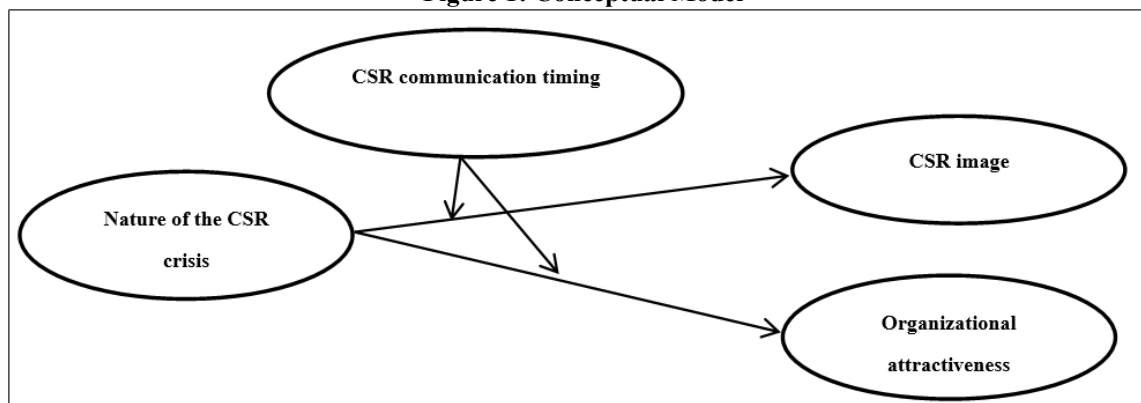 Figure 1: Conceptual Model
CSR communication timing
CSR image
Nature of the CSR
crisis
Organizational
attractiveness